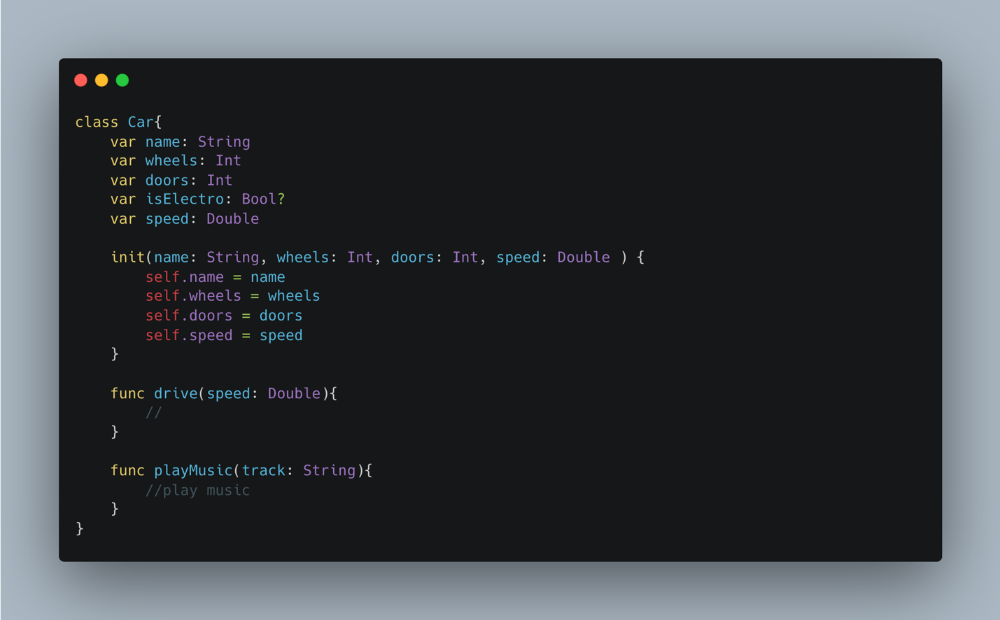 class Car{
    var name: String
    var wheels: Int
    var doors: Int
    var isElectro: Bool?
    var speed: Double

    init(name: String, wheels: Int, doors: Int, speed: Double ) {
        self.name = name
        self.wheels = wheels
        self.doors = doors
        self.speed = speed
    }

    func drive(speed: Double){
        //
    }

    func playMusic(track: String){
        //play music
    }
}